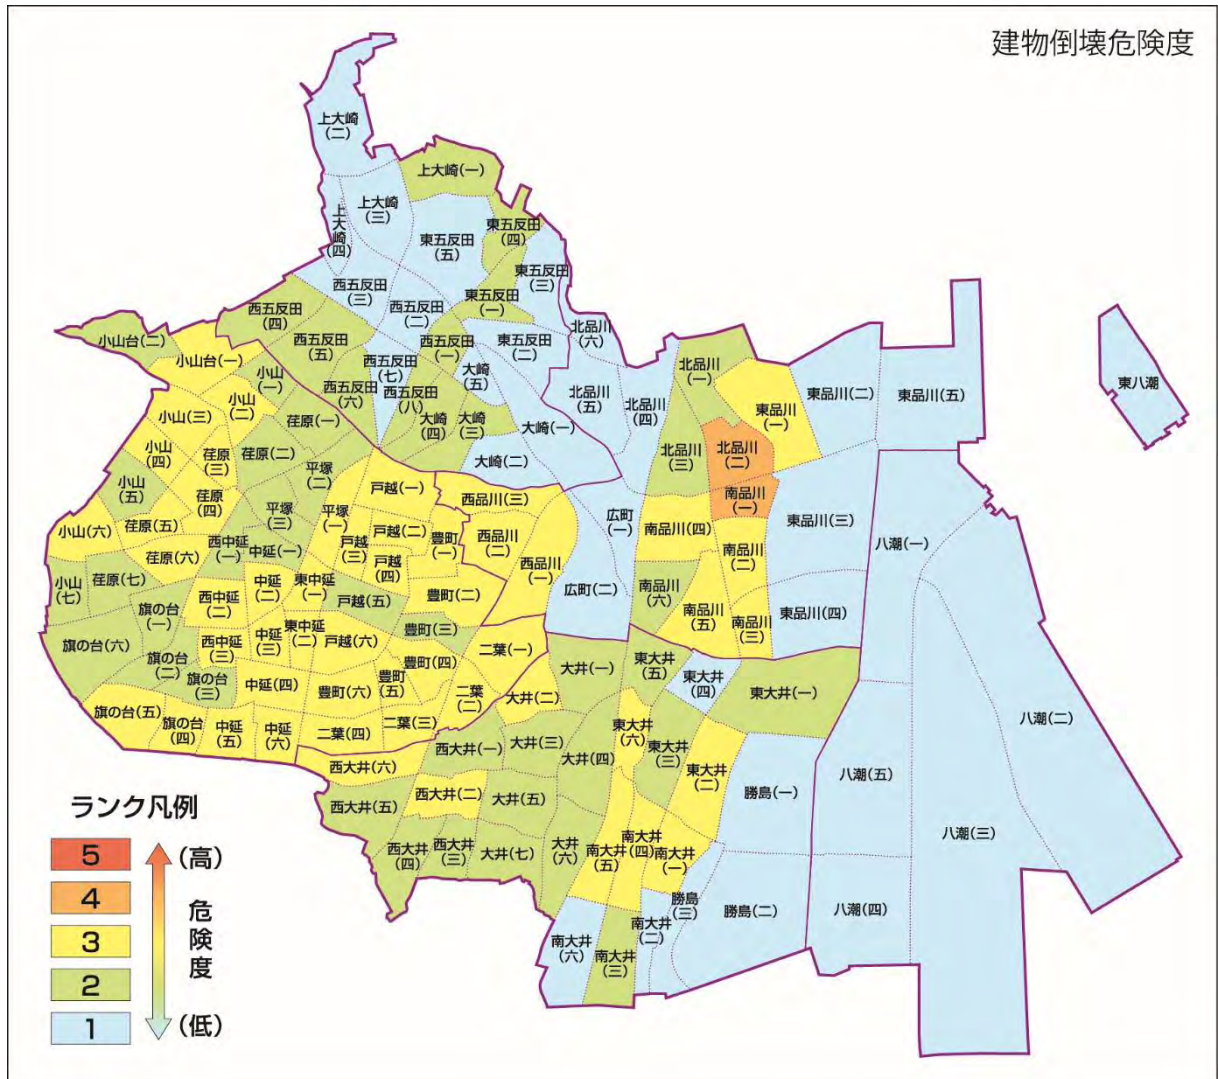 建物倒壊危険度
上大崎
(二)
上大崎(一)
上大崎
(三)
上
大
崎
(四)
東五反田
(四)
東五反田
(五)
東五反田
(三)
西五反田
(三)
東五反田
(一)
西五反田
(二)
西五反田
(四)
北品川
(六)
小山台(二)
西五反田
(五)
西五反田
(一)
東五反田
(二)
小山台(一)
西五反田
(七)
大崎
(五)
北品川
(一)
小山
(一)
西五反田
(六)
西五反田
(八)
北品川
(五)
北品川
(四)
東品川
(一)
東品川(二)
東品川(五)
東八潮
小山(三)
小山
(二)
荏原(一)
大崎
(四)
大崎
(三)
大崎(一)
小山
(四)
荏原
(三)
荏原(二)
平塚
(二)
大崎(二)
北品川
(三)
北品川
(二)
小山
(五)
荏原
(四)
戸越(一)
西品川(三)
南品川
(一)
小山(六)
荏原(五)
平塚
(三)
平塚
(一)
戸越(二)
豊町
(一)
西品川
(二)
広町
(一)
南品川(四)
東品川(三)
八潮(一)
荏原(六)
西中延
(一)
中延(一)
戸越
(三)
戸越
(四)
西品川
(一)
南品川
(二)
小山
(七)
荏原(七)
西中延
(二)
中延
(二)
東中延
(一)
戸越(五)
豊町(二)
広町(二)
南品川
(六)
南品川
(五)
南品川
(三)
東品川(四)
旗の台
(一)
旗の台(六)
西中延
(三)
中延
(三)
東中延
(二)
戸越(六)
豊町(三)
二葉(一)
旗の台
(二)
旗の台
(三)
中延(四)
豊町(六)
豊町
(五)
豊町(四)
二葉
(二)
大井(一)
東大井
(五)
東大井
(四)
東大井(一)
旗の台(五)
旗の台
(四)
中延
(五)
中延
(六)
二葉(四)
二葉(三)
大井(二)
八潮(二)
西大井(六)
西大井(一)
大井(三)
大井(四)
東大井
(六)
東大井
(三)
東大井
(二)
八潮(五)
西大井(五)
西大井(二)
大井(五)
勝島(一)
八潮(三)
西大井
(四)
西大井
(三)
大井(七)
大井
(六)
南大井
(五)
南大井
(四)
南大井
(一)
勝島
(三)
勝島(二)
八潮(四)
南大井
(六)
南大井
(三)
南大井
(二)
ランク凡例
5
4
3
2
1
(高)
危
険
度
(低)